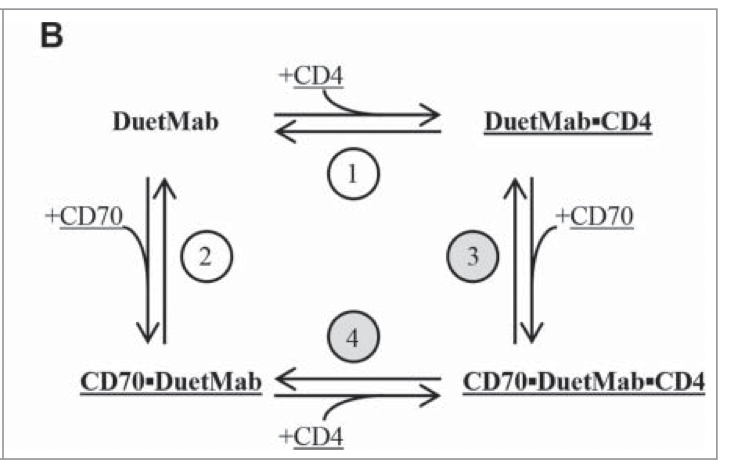 B
+CD4
DuetMab
DuetMab▪CD4
1
+CD70
2
3
+CD70
4
CD70▪DuetMab
CD70▪DuetMab▪CD4
+CD4